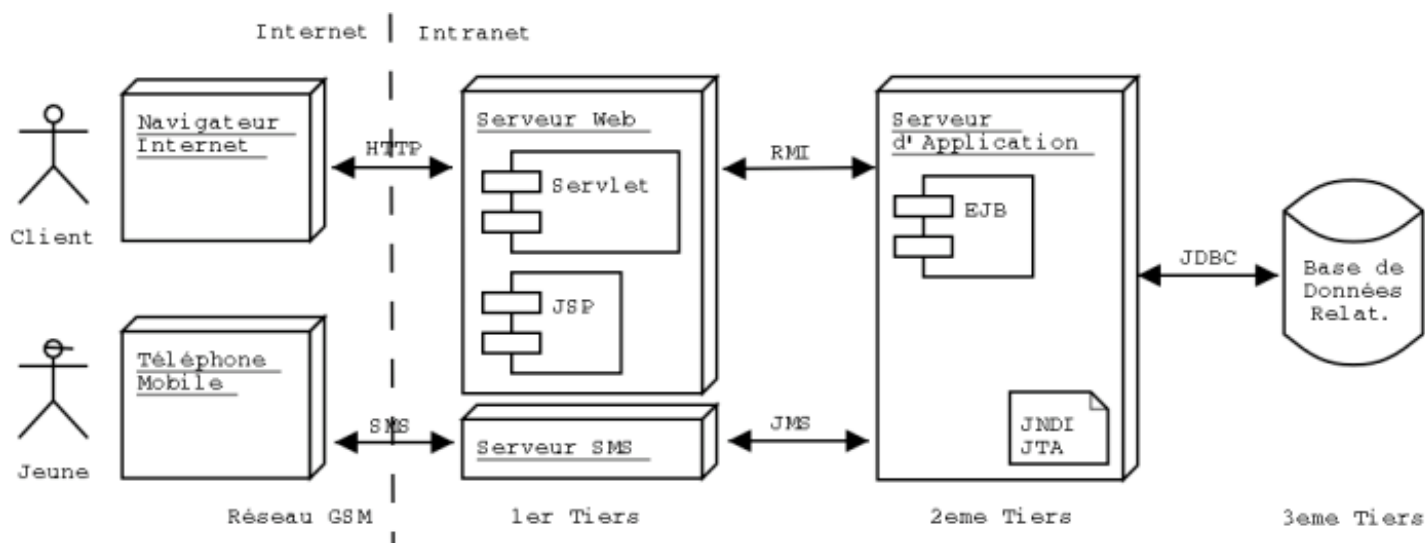 Internet
Intranet
Navigateur
Internet
HTTP
Serveur Web
Servlet
JSP
RMI
Serveur
d'Application
EJB
JDBC
Base de
Données
Relat.
Client
Téléphone
Mobile
SMS
Serveur SMS
JMS
JNDI
JTA
Jeune
Réseau GSM
1er Tiers
2eme Tiers
3eme Tiers